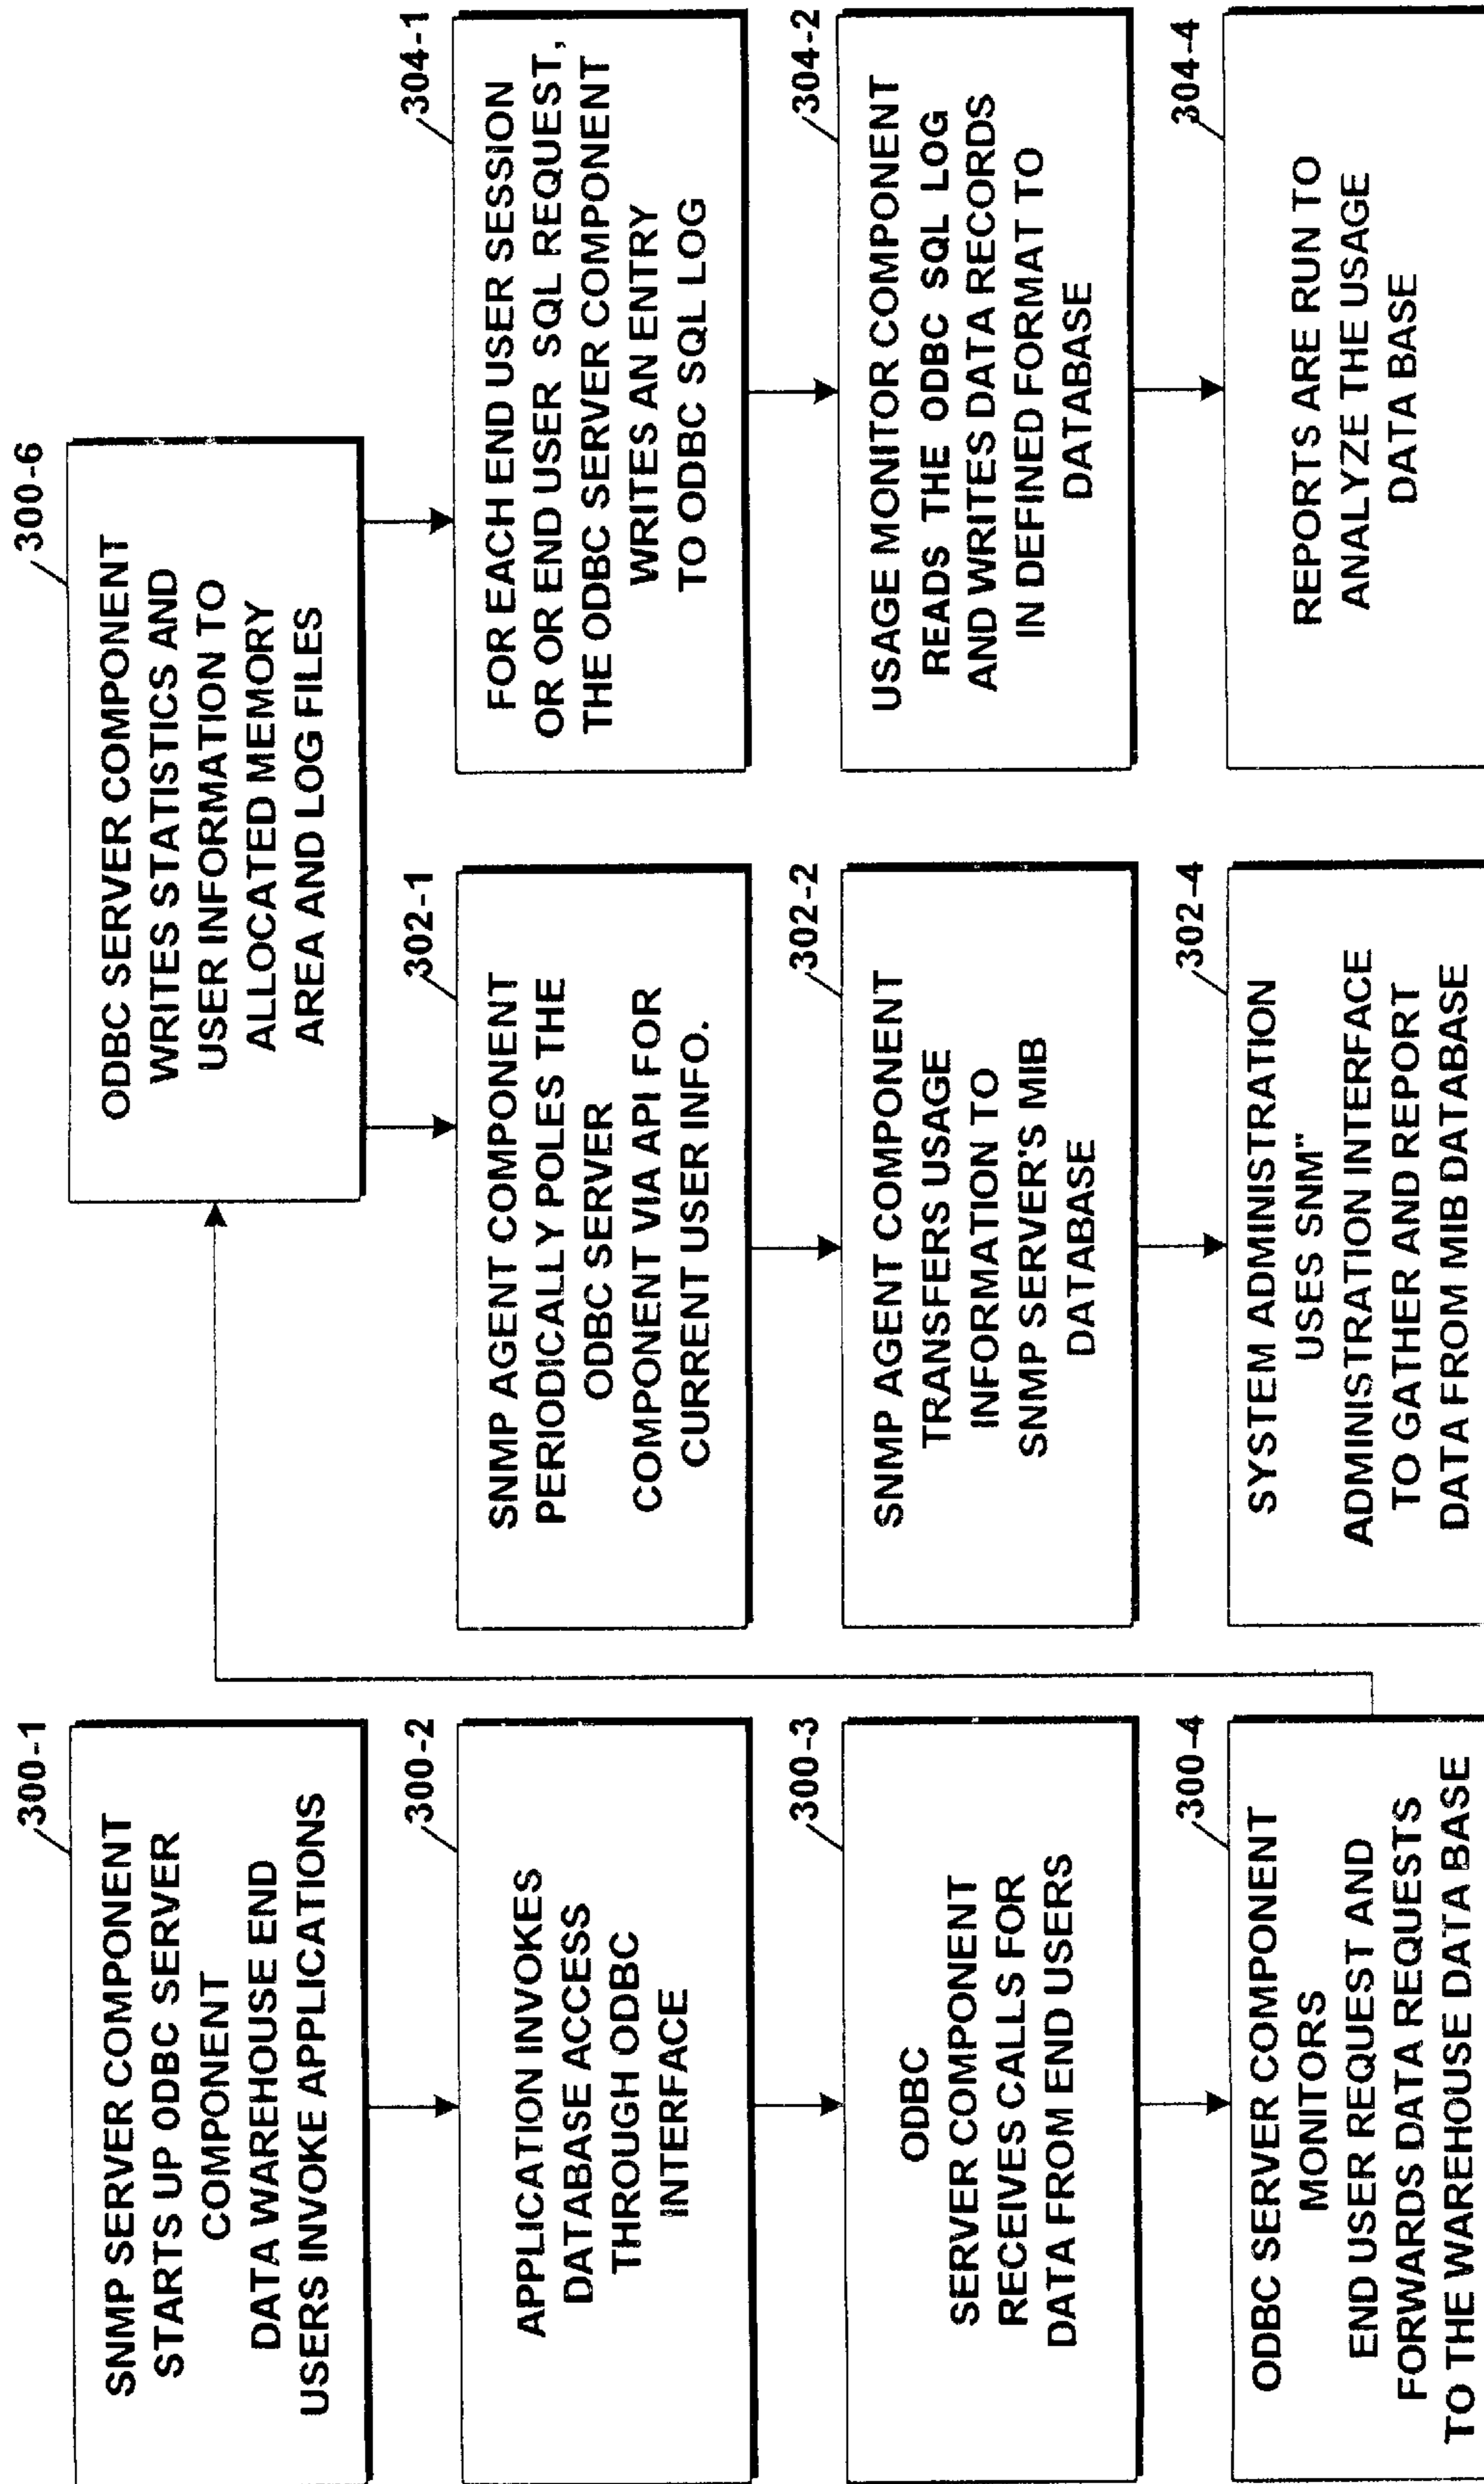 300-1
SNMP SERVER COMPONENT
STARTS UP ODBC SERVER
COMPONENT
DATA WAREHOUSE END
USERS INVOKE APPLICATIONS
300-2
APPLICATION INVOKES
DATABASE ACCESS
THROUGH ODBC
INTERFACE
300-3
ODBC
SERVER COMPONENT
RECEIVES CALLS FOR
DATA FROM END USERS
300-4
ODBC SERVER COMPONENT
MONITORS
END USER REQUEST AND
FORWARDS DATA REQUESTS
TO THE WAREHOUSE DATA BASE
300-6
ODBC SERVER COMPONENT
WRITES STATISTICS AND
USER INFORMATION TO
ALLOCATED MEMORY
AREA AND LOG FILES
302-1
SNMP AGENT COMPONENT
PERIODICALLY POLES THE
ODBC SERVER
COMPONENT VIA API FOR
CURRENT USER INFO.
302-2
SNMP AGENT COMPONENT
TRANSFERS USAGE
INFORMATION TO
SNMP SERVER'S MIB
DATABASE
302-4
SYSTEM ADMINISTRATION
USES SNM"
ADMINISTRATION INTERFACE
TO GATHER AND REPORT
DATA FROM MIB DATABASE
304-1
FOR EACH END USER SESSION
OR OR END USER SQL REQUEST,
THE ODBC SERVER COMPONENT
WRITES AN ENTRY
TO ODBC SQL LOG
304-2
USAGE MONITOR COMPONENT
READS THE ODBC SQL LOG
AND WRITES DATA RECORDS
IN DEFINED FORMAT TO
DATABASE
304-4
REPORTS ARE RUN TO
ANALYZE THE USAGE
DATA BASE